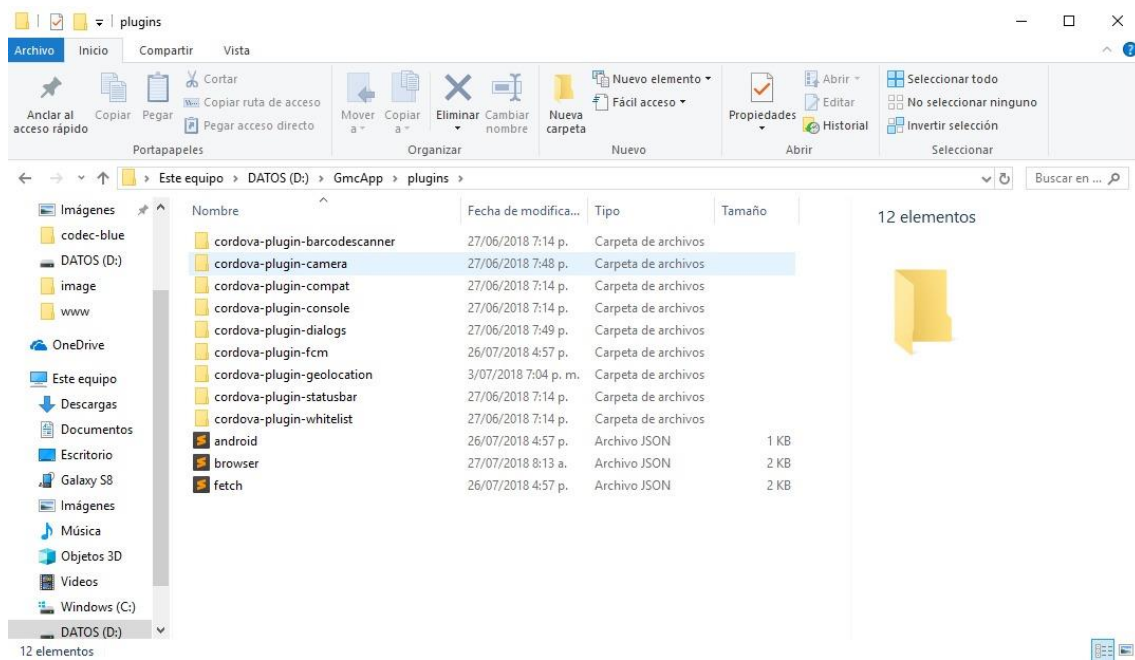 plugins
Archivo Inicio Compartir Vista
Anclar al acceso rápido
Copiar
Pegar
Cortar
Copiar ruta de acceso
Pegar acceso directo
Portapapeles
Mover a
Copiar a
Eliminar
Cambiar nombre
Organizar
Nueva carpeta
Nuevo elemento
Fácil acceso
Nuevo
Propiedades
Abrir
Editar
Historial
Abrir
Seleccionar todo
No seleccionar ninguno
Invertir selección
Seleccionar
Este equipo > DATOS (D:) > GmcApp > plugins >
Buscar en ...
Imágenes
codec-blue
DATOS (D:)
image
www
OneDrive
Este equipo
Descargas
Documentos
Escritorio
Galaxy S8
Imágenes
Música
Objetos 3D
Videos
Windows (C:)
DATOS (D:)
Nombre Fecha de modifica... Tipo Tamaño
cordova-plugin-barcodescanner 27/06/2018 7:14 p. Carpeta de archivos
cordova-plugin-camera 27/06/2018 7:48 p. Carpeta de archivos
cordova-plugin-compat 27/06/2018 7:14 p. Carpeta de archivos
cordova-plugin-console 27/06/2018 7:14 p. Carpeta de archivos
cordova-plugin-dialogs 27/06/2018 7:49 p. Carpeta de archivos
cordova-plugin-fcm 26/07/2018 4:57 p. Carpeta de archivos
cordova-plugin-geolocation 3/07/2018 7:04 p. m. Carpeta de archivos
cordova-plugin-statusbar 27/06/2018 7:14 p. Carpeta de archivos
cordova-plugin-whitelist 27/06/2018 7:14 p. Carpeta de archivos
android 26/07/2018 4:57 p. Archivo JSON 1 KB
browser 27/07/2018 8:13 a. Archivo JSON 2 KB
fetch 26/07/2018 4:57 p. Archivo JSON 2 KB
12 elementos
12 elementos